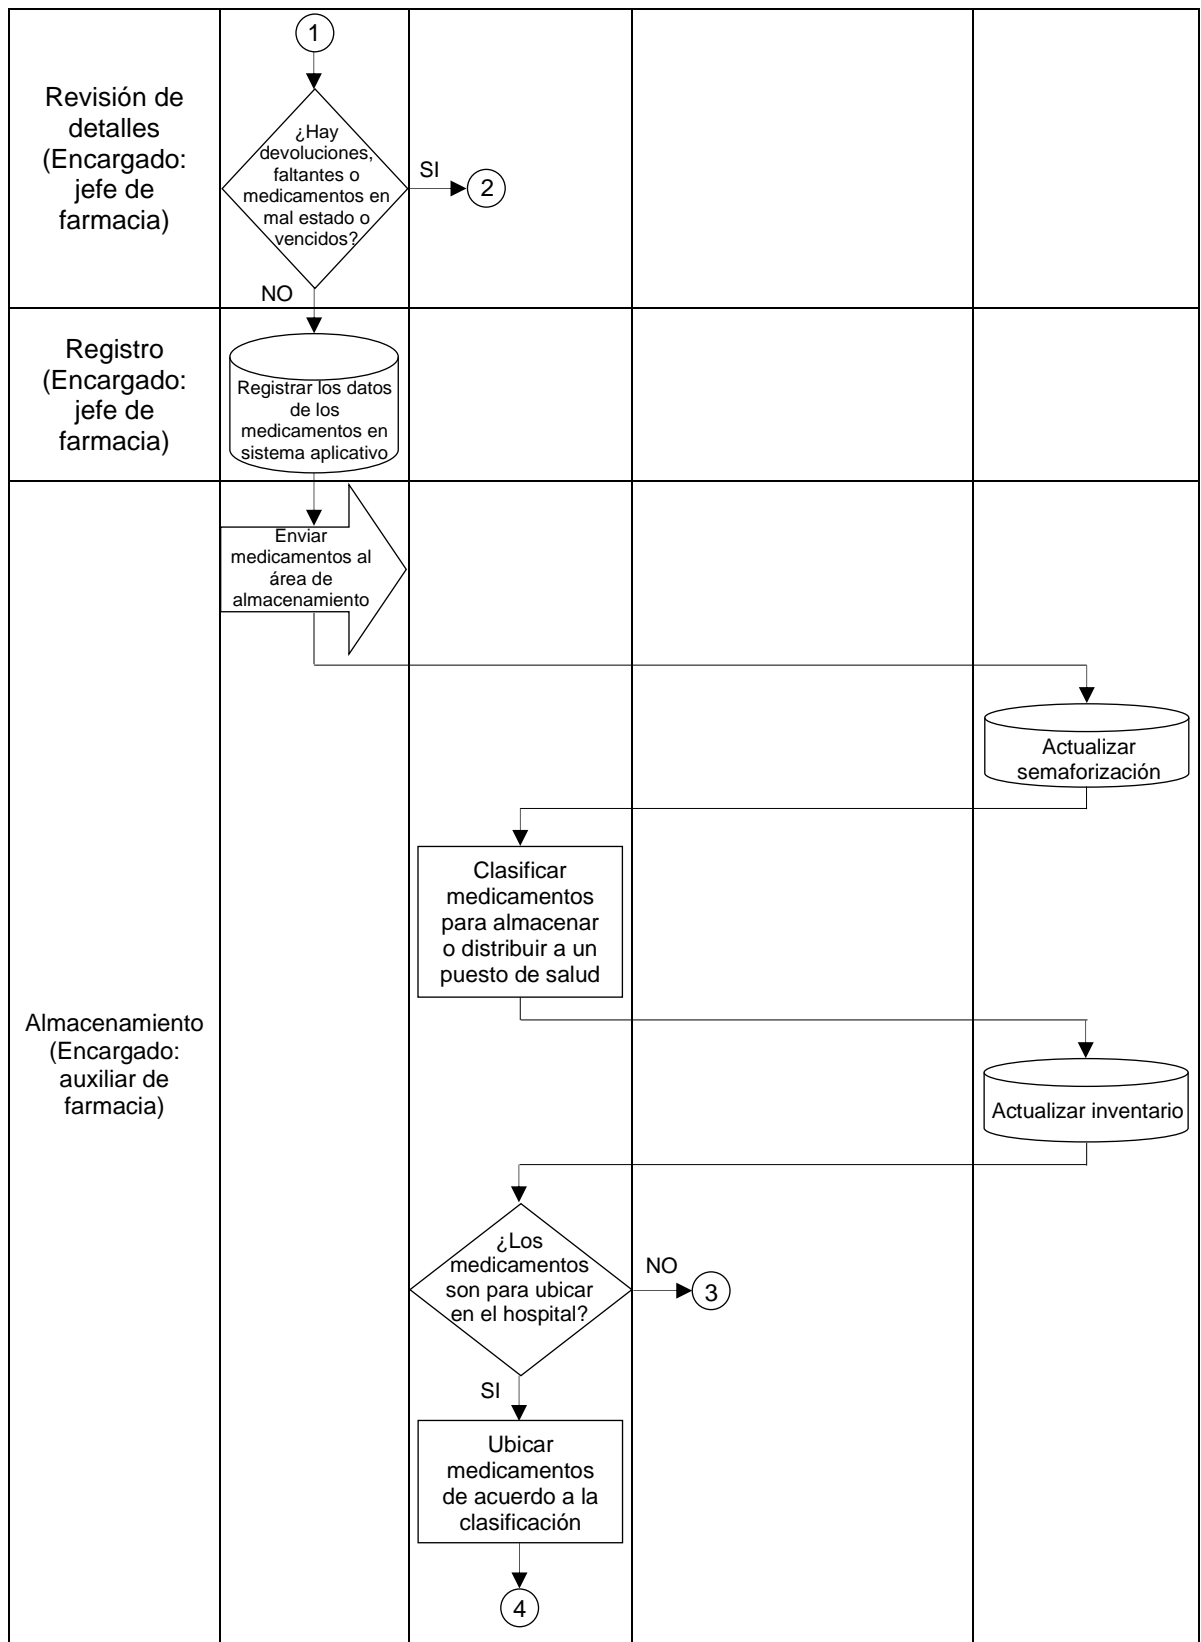 1
Revisión de
detalles
(Encargado:
jefe de
farmacia)
¿Hay
devoluciones,
faltantes o
medicamentos en
mal estado o
vencidos?
SI
2
NO
Registro
(Encargado:
jefe de
farmacia)
Registrar los datos
de los
medicamentos en
sistema aplicativo
Enviar
medicamentos al
área de
almacenamiento
Actualizar
semaforización
Clasificar
medicamentos
para almacenar
o distribuir a un
puesto de salud
Almacenamiento
(Encargado:
auxiliar de
farmacia)
Actualizar inventario
¿Los
medicamentos
son para ubicar
en el hospital?
NO
3
SI
Ubicar
medicamentos
de acuerdo a la
clasificación
4